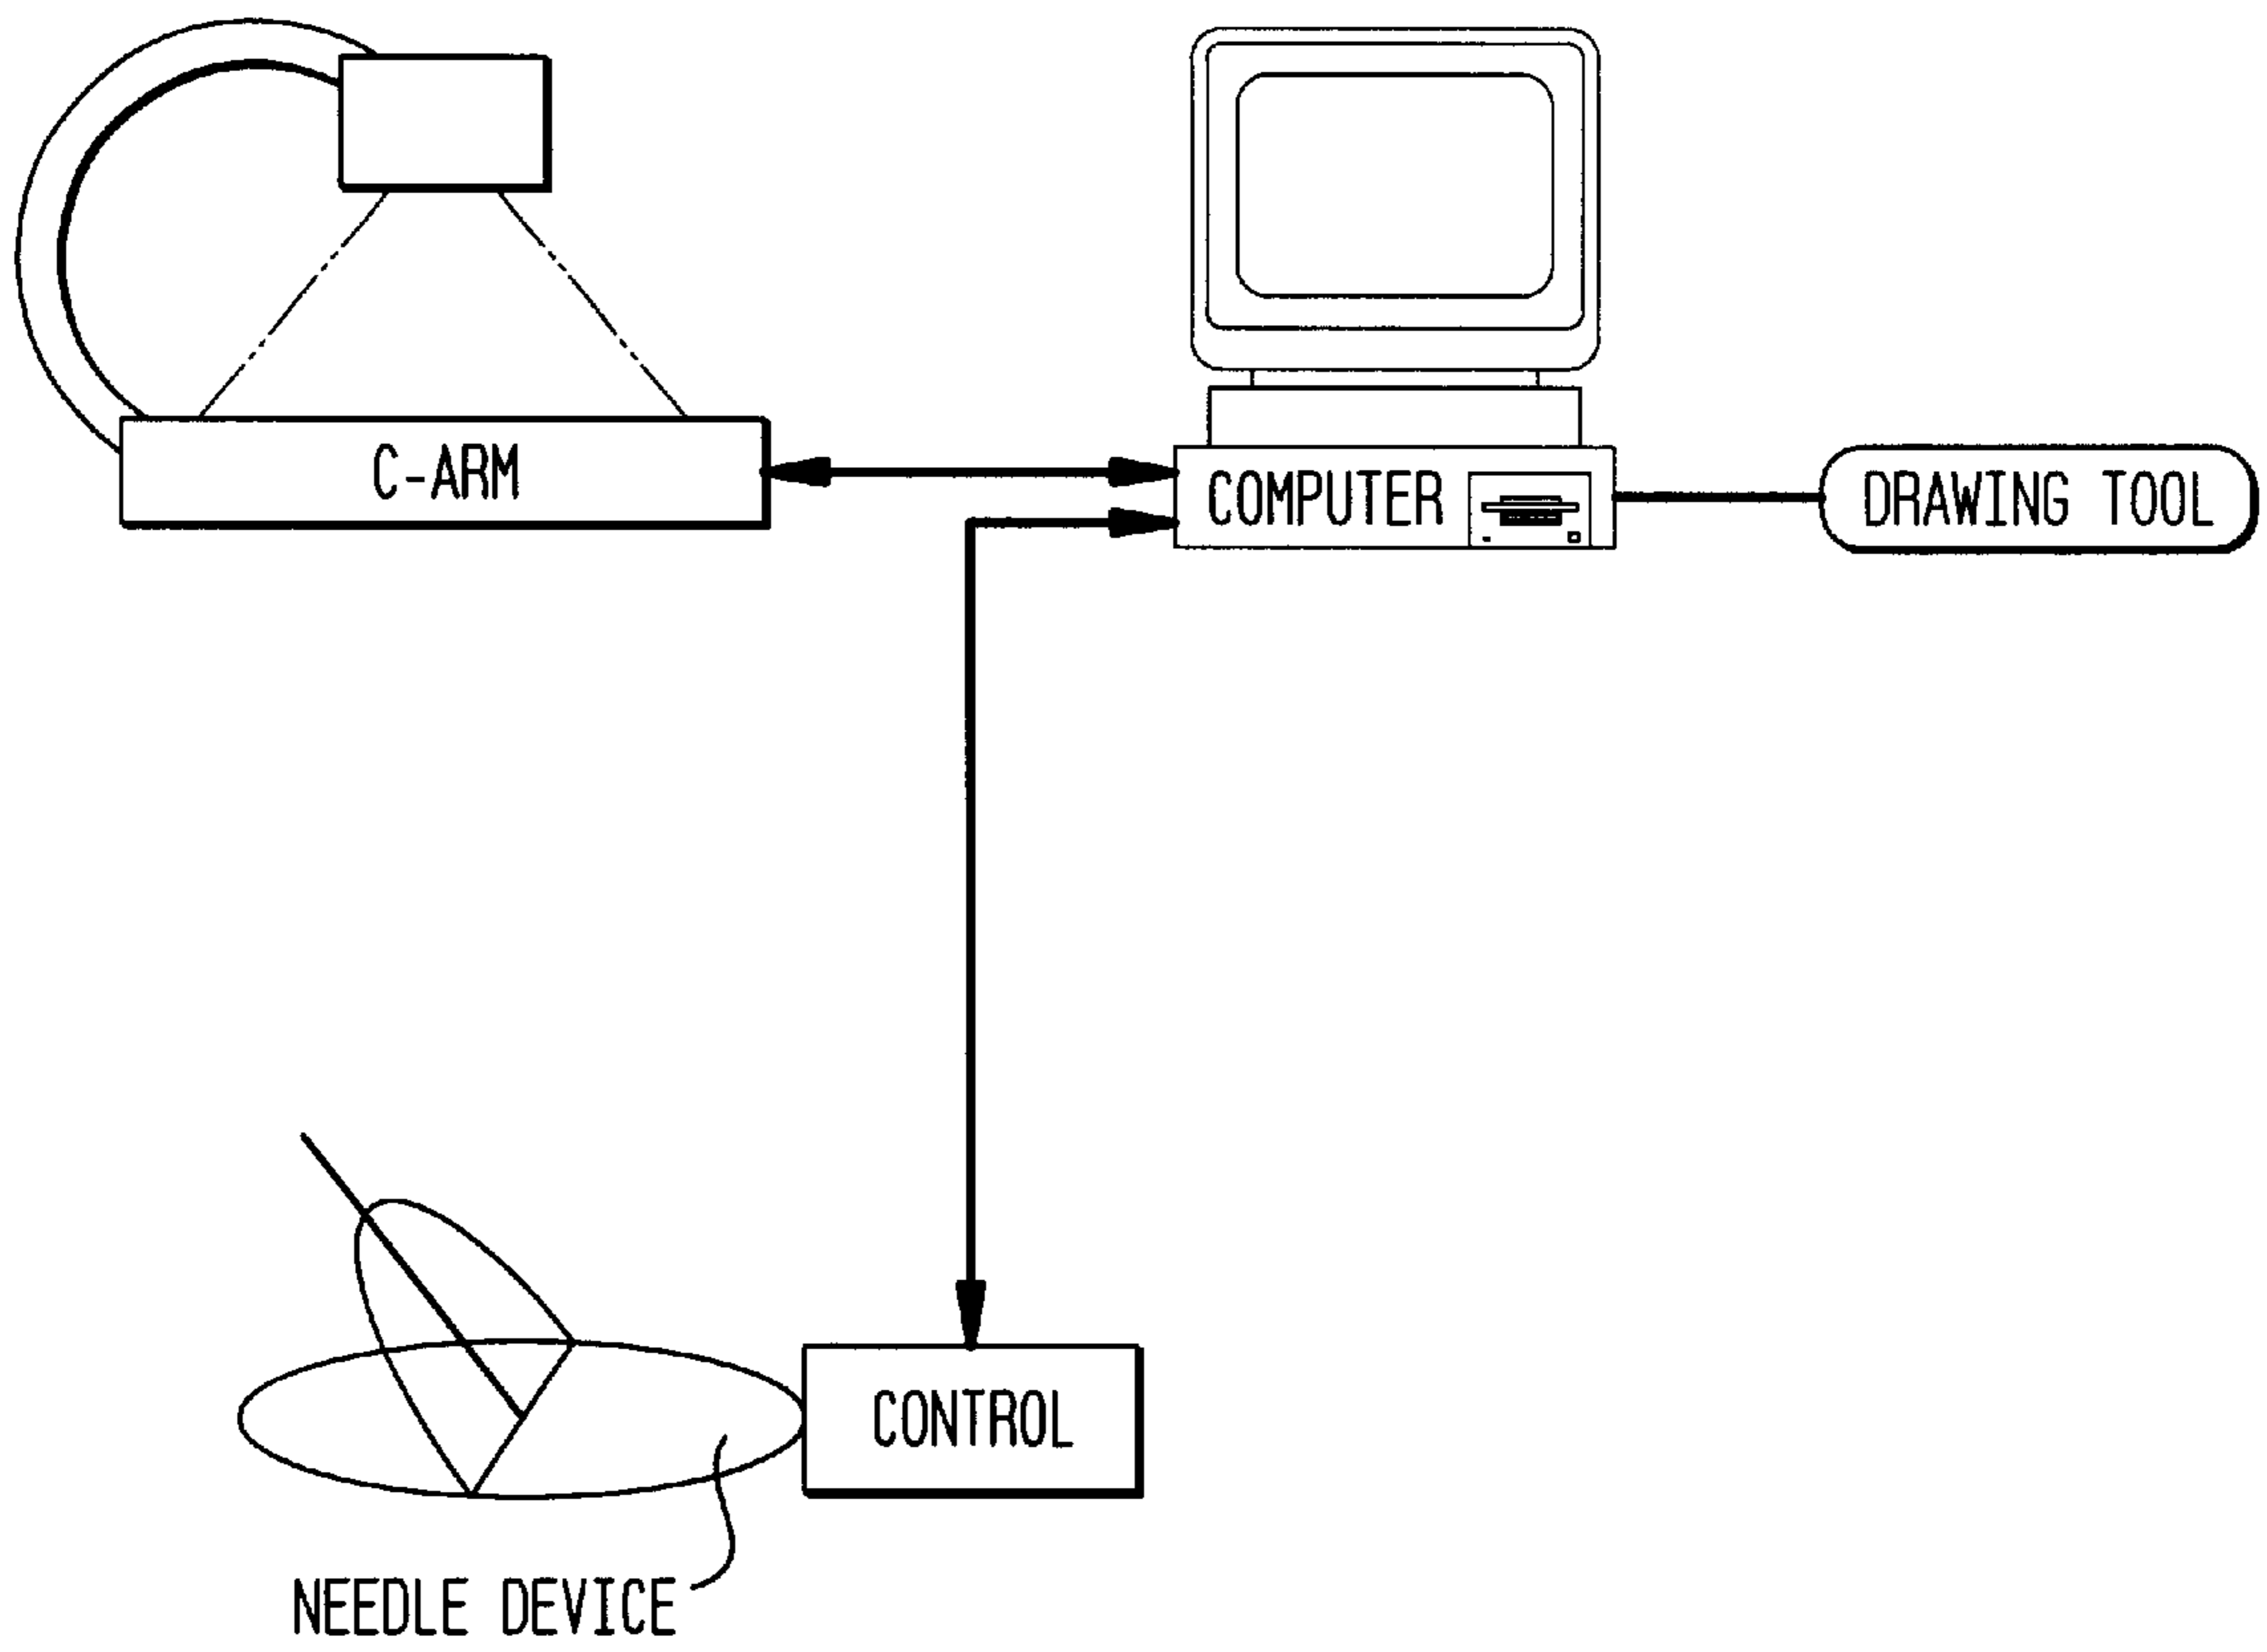 C-ARM
COMPUTER
DRAWING TOOL
CONTROL
NEEDLE DEVICE